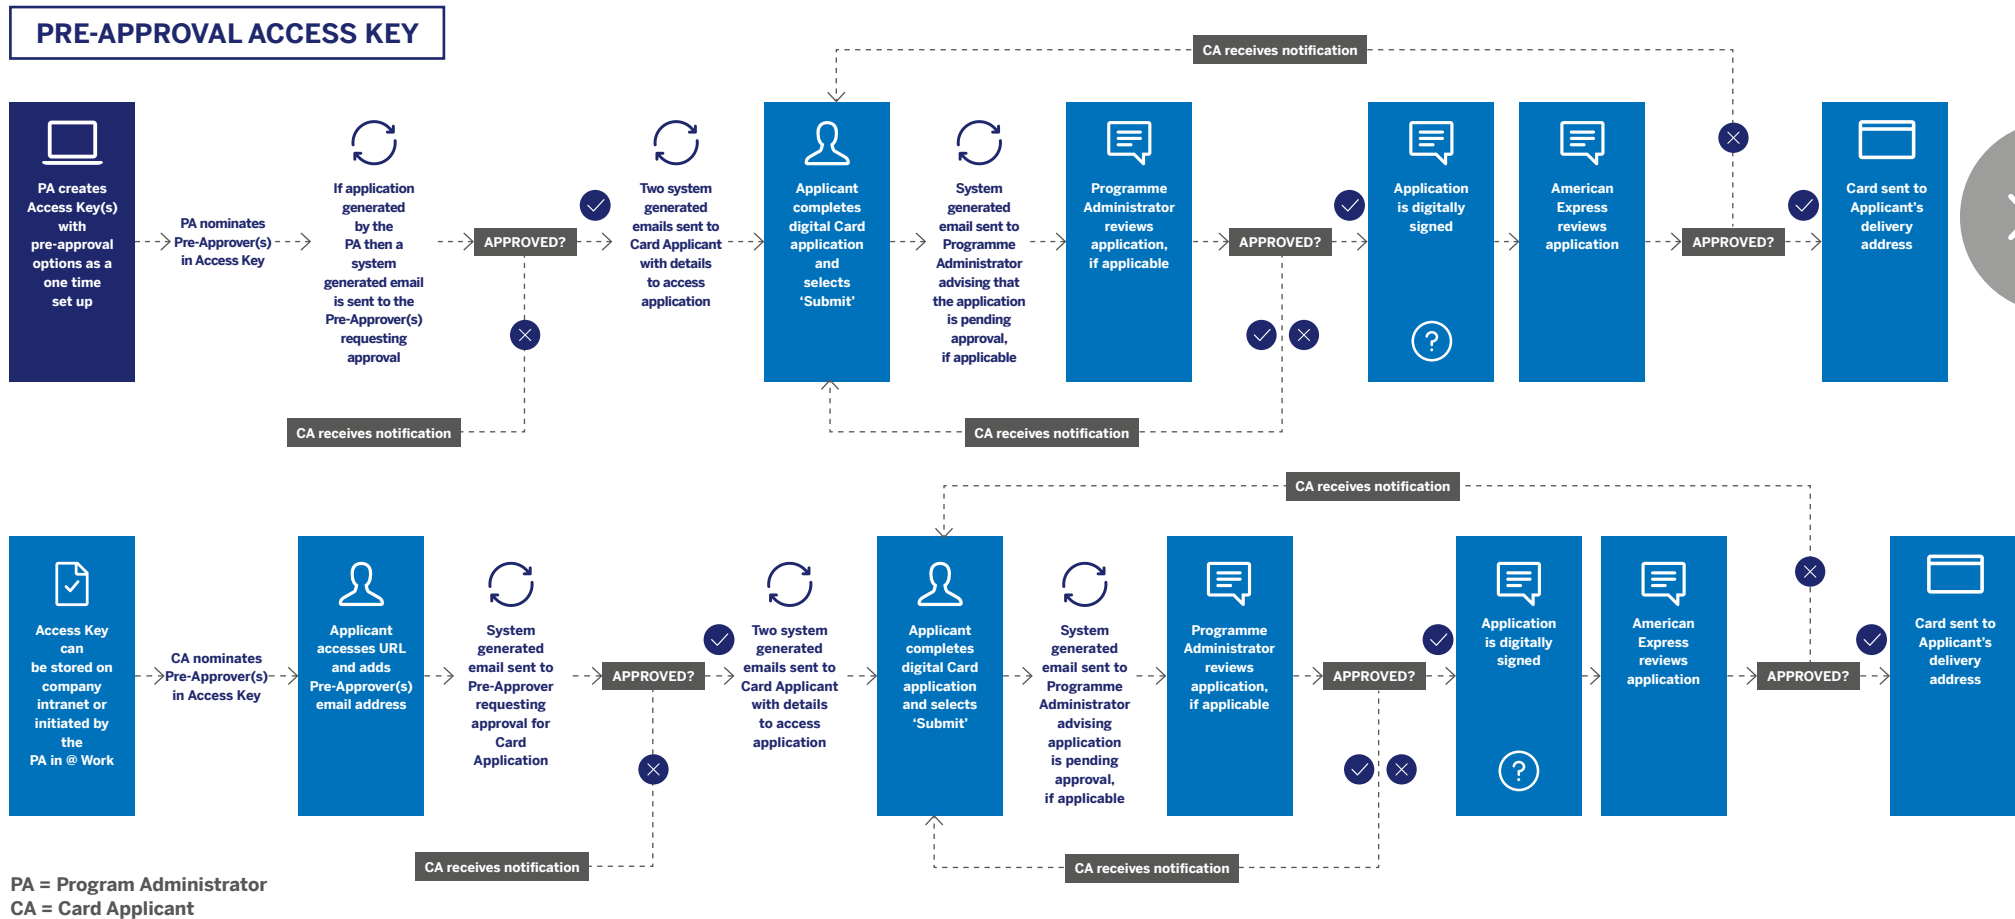 PRE-APPROVAL ACCESS KEY
CA receives notification
PA creates
Access Key(s)
with
pre-approval
options as a
one time
set up
PA nominates
Pre-Approver(s)
in Access Key
If application
generated
by the
PA then a
system
generated email
is sent to the
Pre-Approver(s)
requesting
approval
APPROVED?
CA receives notification
Two system
generated
emails sent to
Card Applicant
with details
to access
application
Applicant
completes
digital Card
application
and
selects
‘Submit’
System
generated
email sent to
Programme
Administrator
advising that
the application
is pending
approval,
if applicable
Programme
Administrator
reviews
application,
if applicable
APPROVED?
CA receives notification
Application
is digitally
signed
?
American
Express
reviews
application
APPROVED?
Card sent to
Applicant’s
delivery
address
CA receives notification
Access Key
can
be stored on
company
intranet or
initiated by
the
PA in @ Work
CA nominates
Pre-Approver(s)
in Access Key
Applicant
accesses URL
and adds
Pre-Approver(s)
email address
System
generated
email sent to
Pre-Approver
requesting
approval for
Card
Application
APPROVED?
CA receives notification
Two system
generated
emails sent to
Card Applicant
with details
to access
application
Applicant
completes
digital Card
application
and selects
‘Submit’
System
generated
email sent to
Programme
Administrator
advising
application
is pending
approval,
if applicable
Programme
Administrator
reviews
application,
if applicable
APPROVED?
CA receives notification
Application
is digitally
signed
?
American
Express
reviews
application
APPROVED?
Card sent to
Applicant’s
delivery
address
PA = Program Administrator
CA = Card Applicant